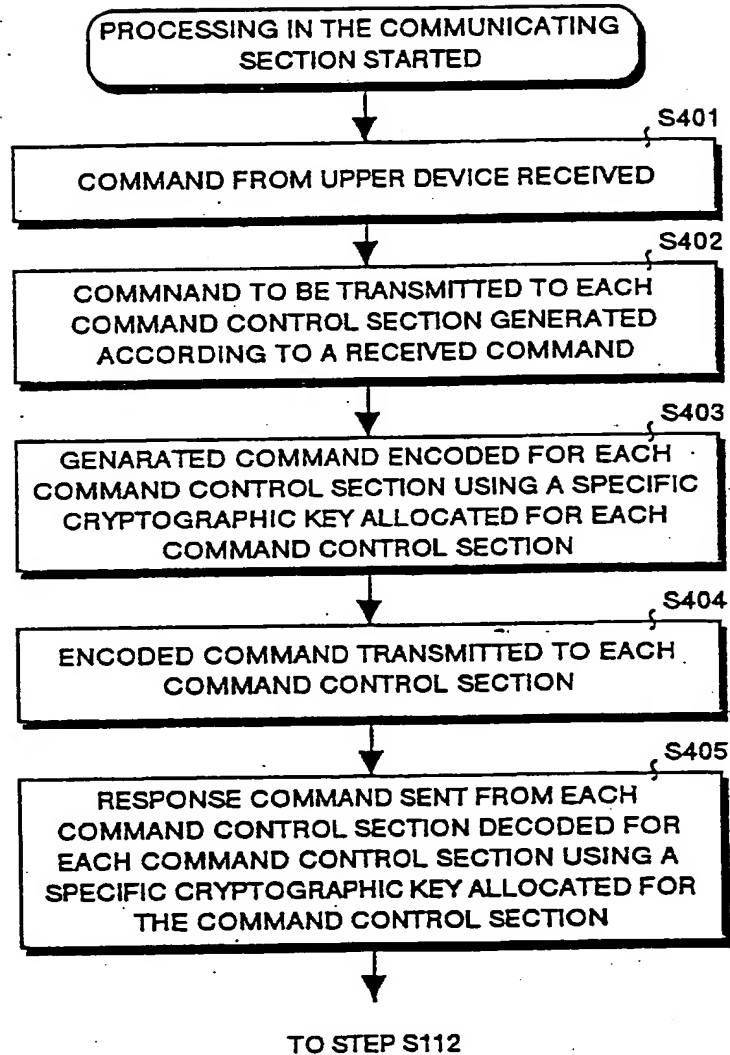 PROCESSING IN THE COMMUNICATING
SECTION STARTED
S401
COMMAND FROM UPPER DEVICE RECEIVED
S402
COMMNAND TO BE TRANSMITTED TO EACH
COMMAND CONTROL SECTION GENERATED
ACCORDING TO A RECEIVED COMMAND
S403
GENARATED COMMAND ENCODED FOR EACH
COMMAND CONTROL SECTION USING A SPECIFIC
CRYPTOGRAPHIC KEY ALLOCATED FOR EACH
COMMAND CONTROL SECTION
S404
ENCODED COMMAND TRANSMITTED TO EACH
COMMAND CONTROL SECTION
S405
RESPONSE COMMAND SENT FROM EACH
COMMAND CONTROL SECTION DECODED FOR
EACH COMMAND CONTROL SECTION USING A
SPECIFIC CRYPTOGRAPHIC KEY ALLOCATED FOR
THE COMMAND CONTROL SECTION
TO STEP S112